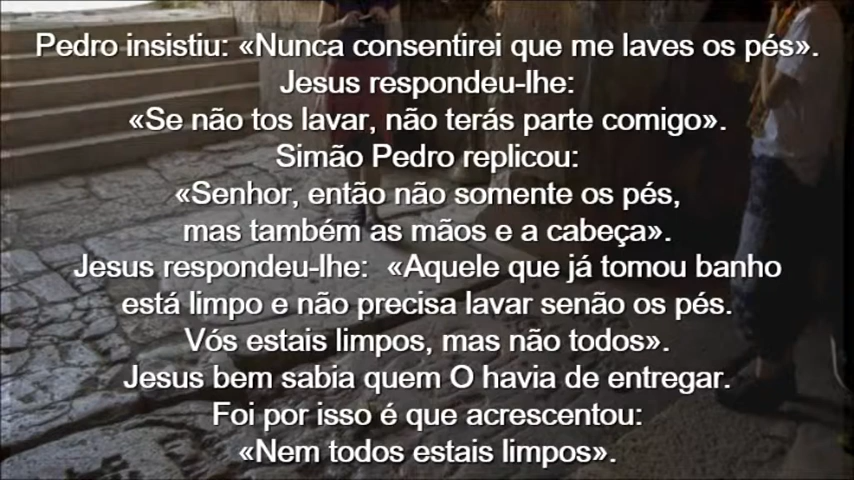 Pedro insistiu: «Nunca consentirei que me laves os pés».
Jesus respondeu-lhe:
«Se não tos lavar, não terás parte comigo».
Simão Pedro replicou:
«Senhor, então não somente os pés,
mas também as mãos e a cabeça».
Jesus respondeu-lhe: «Aquele que já tomou banho
está limpo e não precisa lavar senão os pés.
Vós estais limpos, mas não todos».
Jesus bem sabia quem O havia de entregar.
Foi por isso é que acrescentou:
«Nem todos estais limpos».